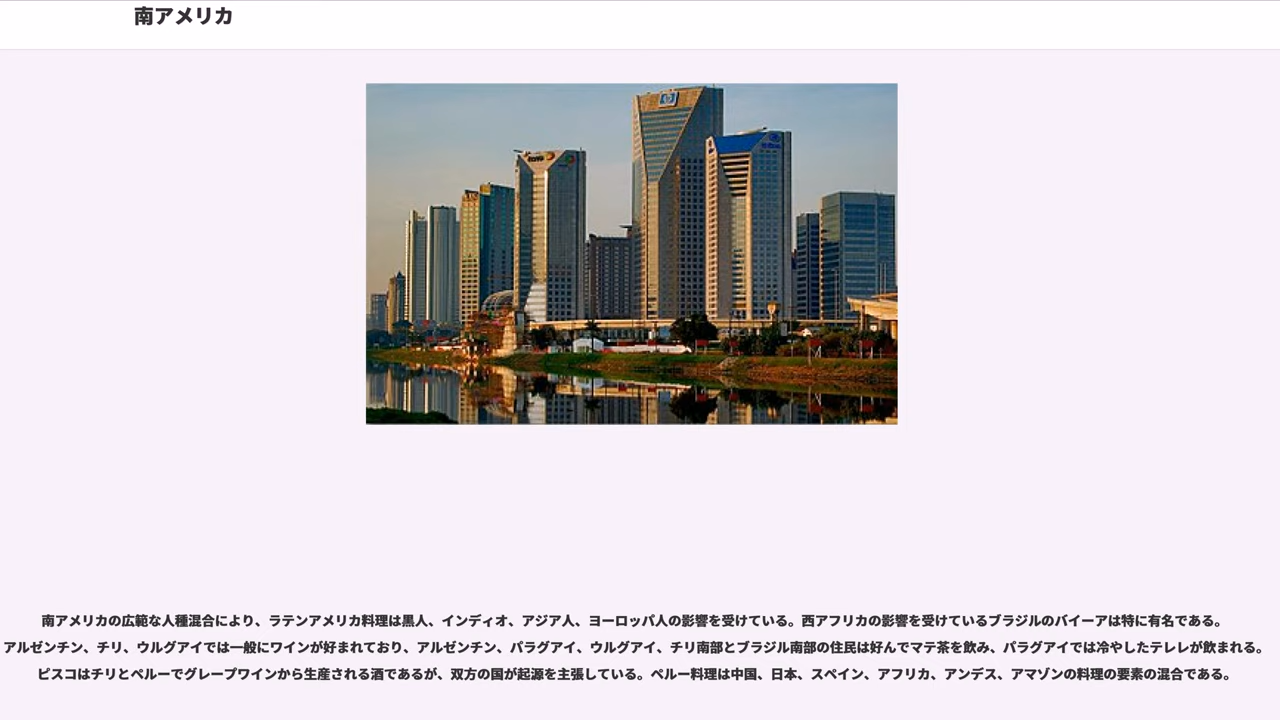 南アメリカ
南アメリカの広範な人種混合により、ラテンアメリカ料理は黒人、インディオ、アジア人、ヨーロッパ人の影響を受けている。西アフリカの影響を受けているブラジルのバイーアは特に有名である。
アルゼンチン、チリ、ウルグアイでは一般にワインが好まれており、アルゼンチン、パラグアイ、ウルグアイ、チリ南部とブラジル南部の住民は好んでマテ茶を飲み、パラグアイでは冷やしたテレレが飲まれる。
ピスコはチリとペルーでグレープワインから生産される酒であるが、双方の国が起源を主張している。ペルー料理は中国、日本、スペイン、アフリカ、アンデス、アマゾンの料理の要素の混合である。